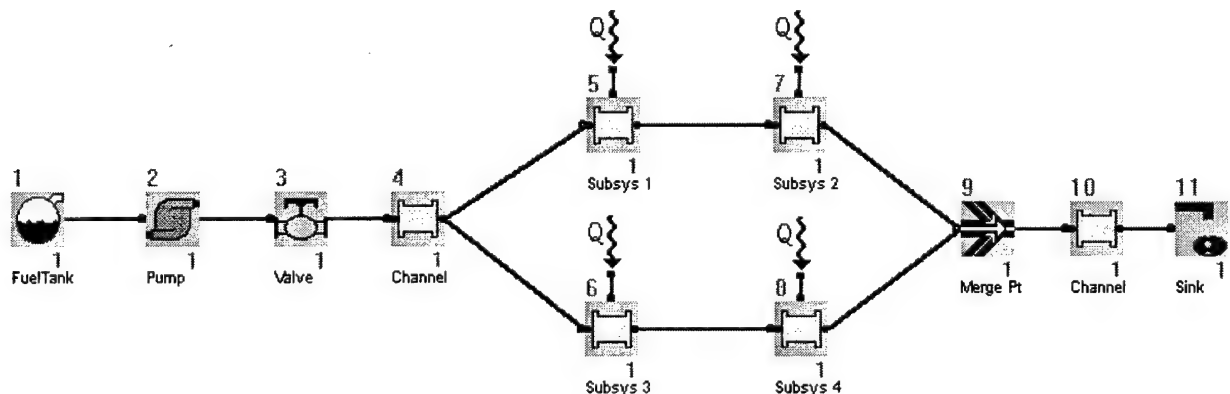 Q
Q
5
7
1
1
Subsys 1
Subsys 2
1
2
3
4
9
10
11
1
1
1
1
1
1
1
FuelTank
Pump
Valve
Channel
Merge Pt
Channel
Sink
Q
Q
6
8
1
1
Subsys 3
Subsys 4